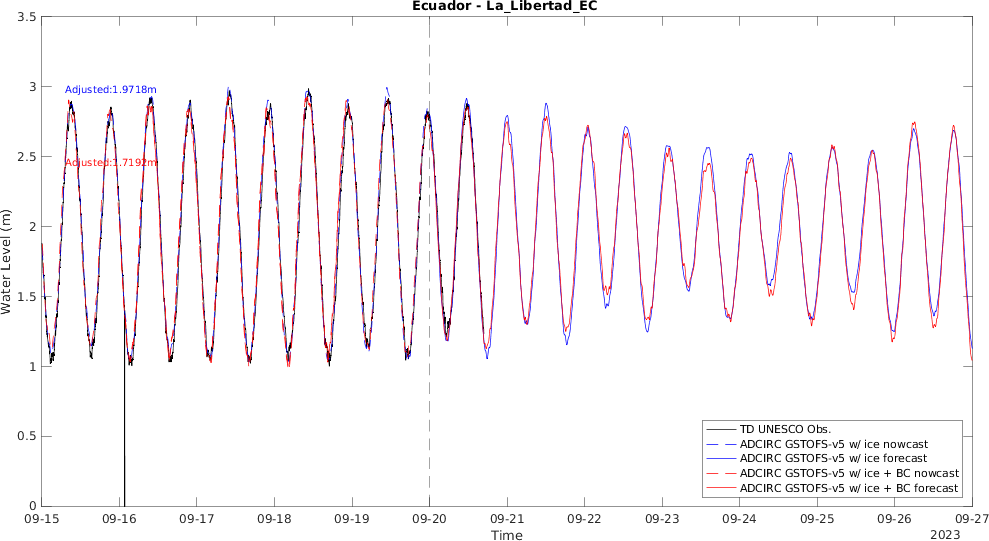 Ecuador - La_Libertad_EC
3.5
3
2.5
2
1.5
1
0.5
0
Water Level (m)
Adjusted:1.9718m
Adjusted:1.7192m
TD UNESCO Obs.
ADCIRC GSTOFS-v5 w/ ice nowcast
ADCIRC GSTOFS-v5 w/ ice forecast
ADCIRC GSTOFS-v5 w/ ice + BC nowcast
ADCIRC GSTOFS-v5 w/ ice + BC forecast
09-15 09-16 09-17 09-18 09-19 09-20 09-21 09-22 09-23 09-24 09-25 09-26 09-27
Time
2023